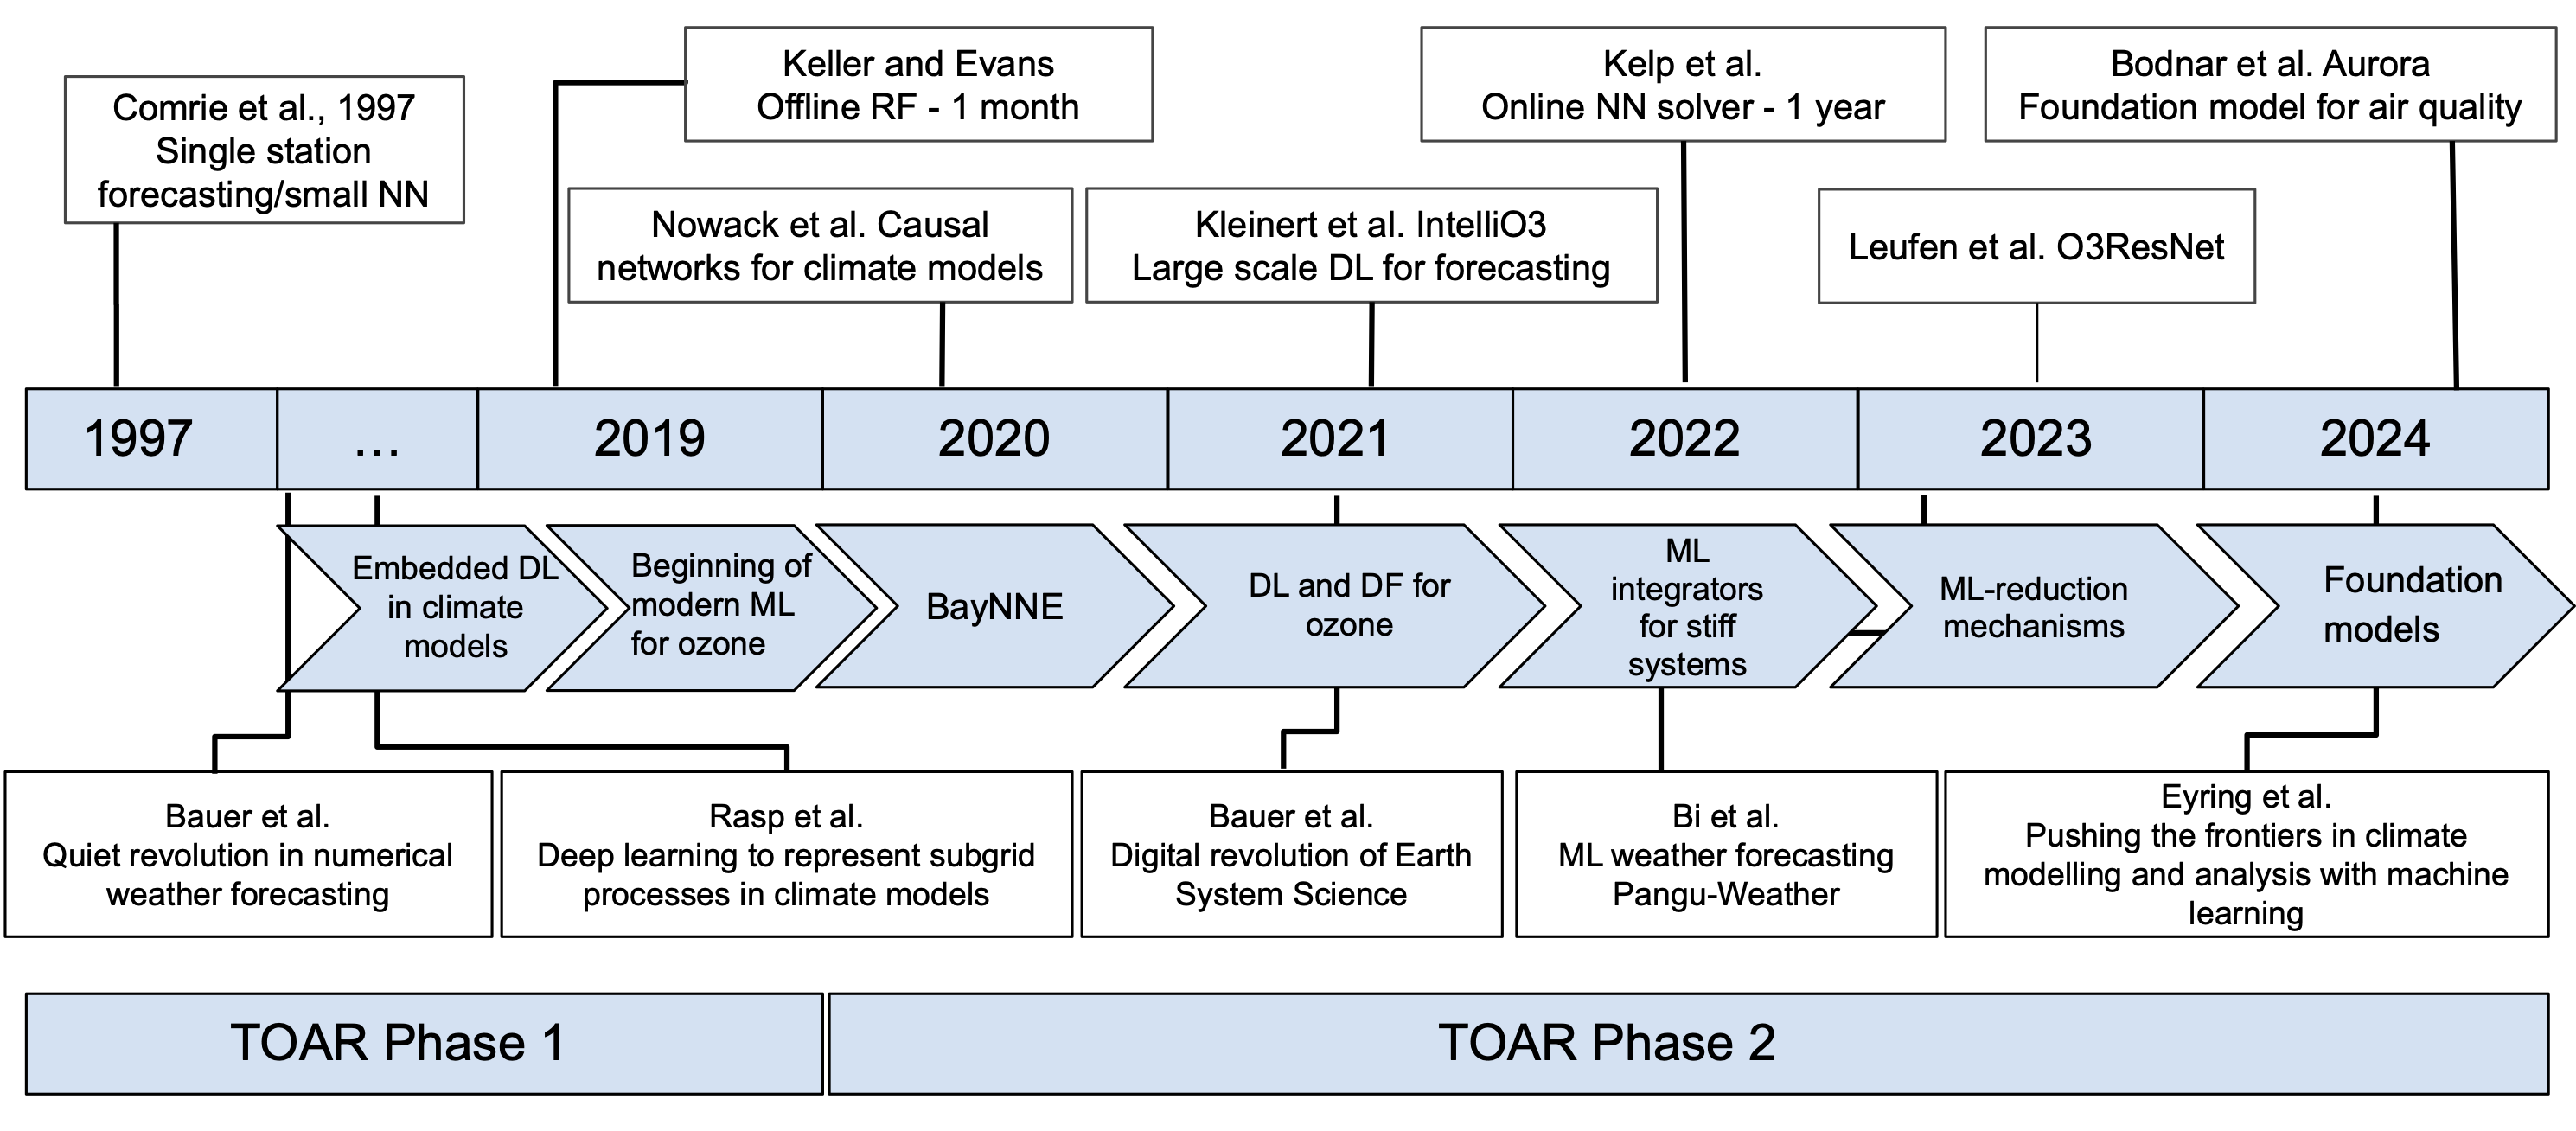 Keller and Evans
Offline RF - 1 month
Kelp et al.
Online NN solver - 1 year
Bodnar et al. Aurora
Foundation model for air quality
Comrie et al., 1997
Single station
forecasting/small NN
Nowack et al. Causal
networks for climate models
Kleinert et al. IntelliO3
Large scale DL for forecasting
Leufen et al. O3ResNet
1997
...
2019
2020
2021
2022
2023
2024
Embedded DL
in climate
models
Beginning of
modern ML
for ozone
BayNNE
DL and DF for
ozone
ML
integrators
for stiff
systems
ML-reduction
mechanisms
Foundation
models
Bauer et al.
Quiet revolution in numerical
weather forecasting
Rasp et al.
Deep learning to represent subgrid
processes in climate models
Bauer et al.
Digital revolution of Earth
System Science
Bi et al.
ML weather forecasting
Pangu-Weather
Eyring et al.
Pushing the frontiers in climate
modelling and analysis with machine
learning
TOAR Phase 1
TOAR Phase 2